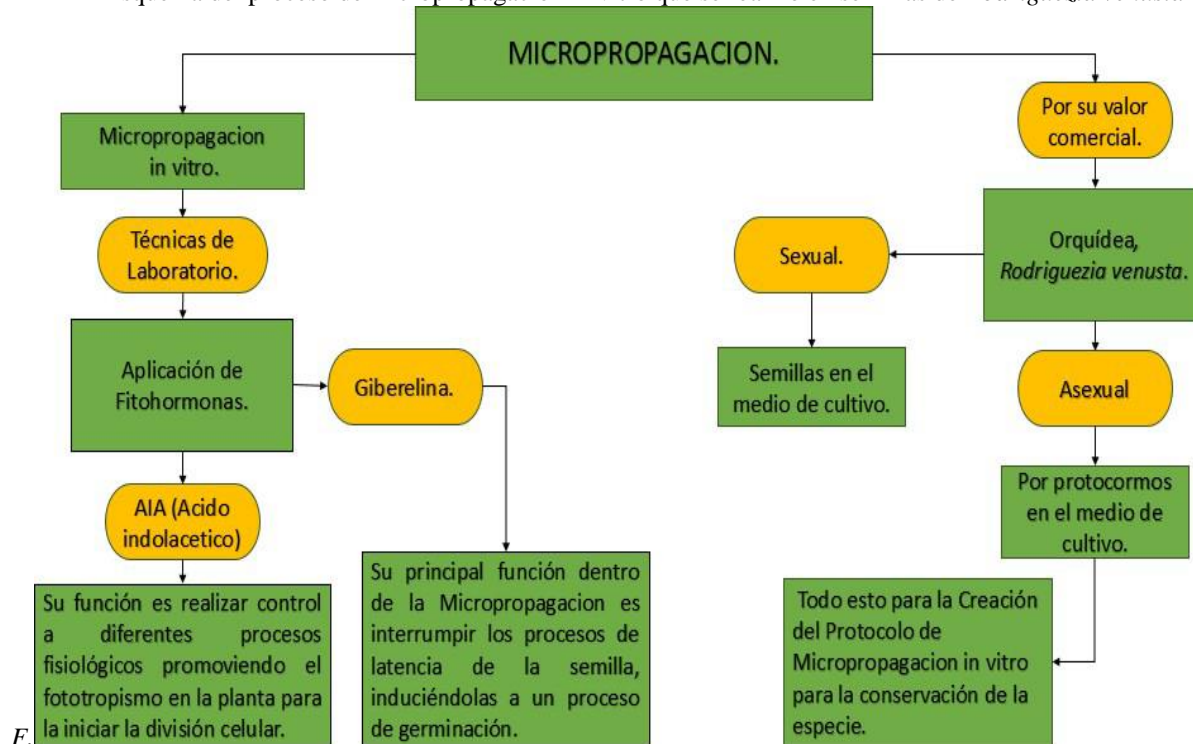 MICROPROPAGACION.
Micropropagacion
in vitro.
Técnicas de
Laboratorio.
Aplicación de
Fitohormonas.
Giberelina.
AIA (Acido
indolacetico)
Su función es realizar control
a diferentes procesos
fisiológicos promoviendo el
fototropismo en la planta para
la iniciar la división celular.
Su principal función dentro
de la Micropropagacion es
interrumpir los procesos de
latencia de la semilla,
induciéndolas a un proceso
de germinación.
Por su valor
comercial.
Orquídea,
Rodriguezia venusta.
Sexual.
Semillas en el
medio de cultivo.
Asexual
Por protocormos
en el medio de
cultivo.
Todo esto para la Creación
del Protocolo de
Micropropagacion in vitro
para la conservación de la
especie.
F.